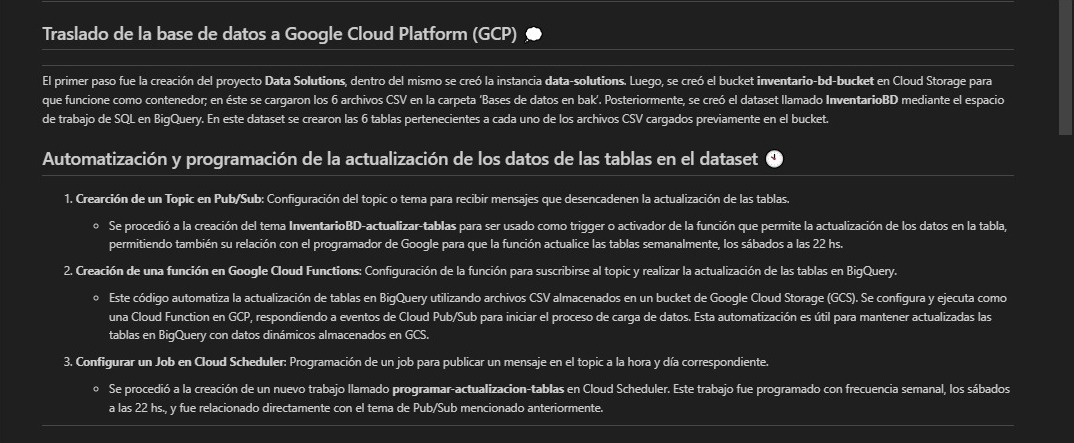 Traslado de la base de datos a Google Cloud Platform (GCP) 💭
El primer paso fue la creación del proyecto Data Solutions, dentro del mismo se creó la instancia data-solutions. Luego, se creó el bucket inventario-bd-bucket en Cloud Storage para
que funcione como contenedor; en éste se cargaron los 6 archivos CSV en la carpeta ‘Bases de datos en bak’. Posteriormente, se creó el dataset llamado InventarioBD mediante el espacio
de trabajo de SQL en BigQuery. En este dataset se crearon las 6 tablas pertenecientes a cada uno de los archivos CSV cargados previamente en el bucket.
Automatización y programación de la actualización de los datos de las tablas en el dataset 🕙
1. Crearción de un Topic en Pub/Sub: Configuración del topic o tema para recibir mensajes que desencadenen la actualización de las tablas.
◦ Se procedió a la creación del tema InventarioBD-actualizar-tablas para ser usado como trigger o activador de la función que permite la actualización de los datos en la tabla,
permitiendo también su relación con el programador de Google para que la función actualice las tablas semanalmente, los sábados a las 22 hs.
2. Creación de una función en Google Cloud Functions: Configuración de la función para suscribirse al topic y realizar la actualización de las tablas en BigQuery.
◦ Este código automatiza la actualización de tablas en BigQuery utilizando archivos CSV almacenados en un bucket de Google Cloud Storage (GCS). Se configura y ejecuta como
una Cloud Function en GCP, respondiendo a eventos de Cloud Pub/Sub para iniciar el proceso de carga de datos. Esta automatización es útil para mantener actualizadas las
tablas en BigQuery con datos dinámicos almacenados en GCS.
3. Configurar un Job en Cloud Scheduler: Programación de un job para publicar un mensaje en el topic a la hora y día correspondiente.
◦ Se procedió a la creación de un nuevo trabajo llamado programar-actualizacion-tablas en Cloud Scheduler. Este trabajo fue programado con frecuencia semanal, los sábados
a las 22 hs., y fue relacionado directamente con el tema de Pub/Sub mencionado anteriormente.